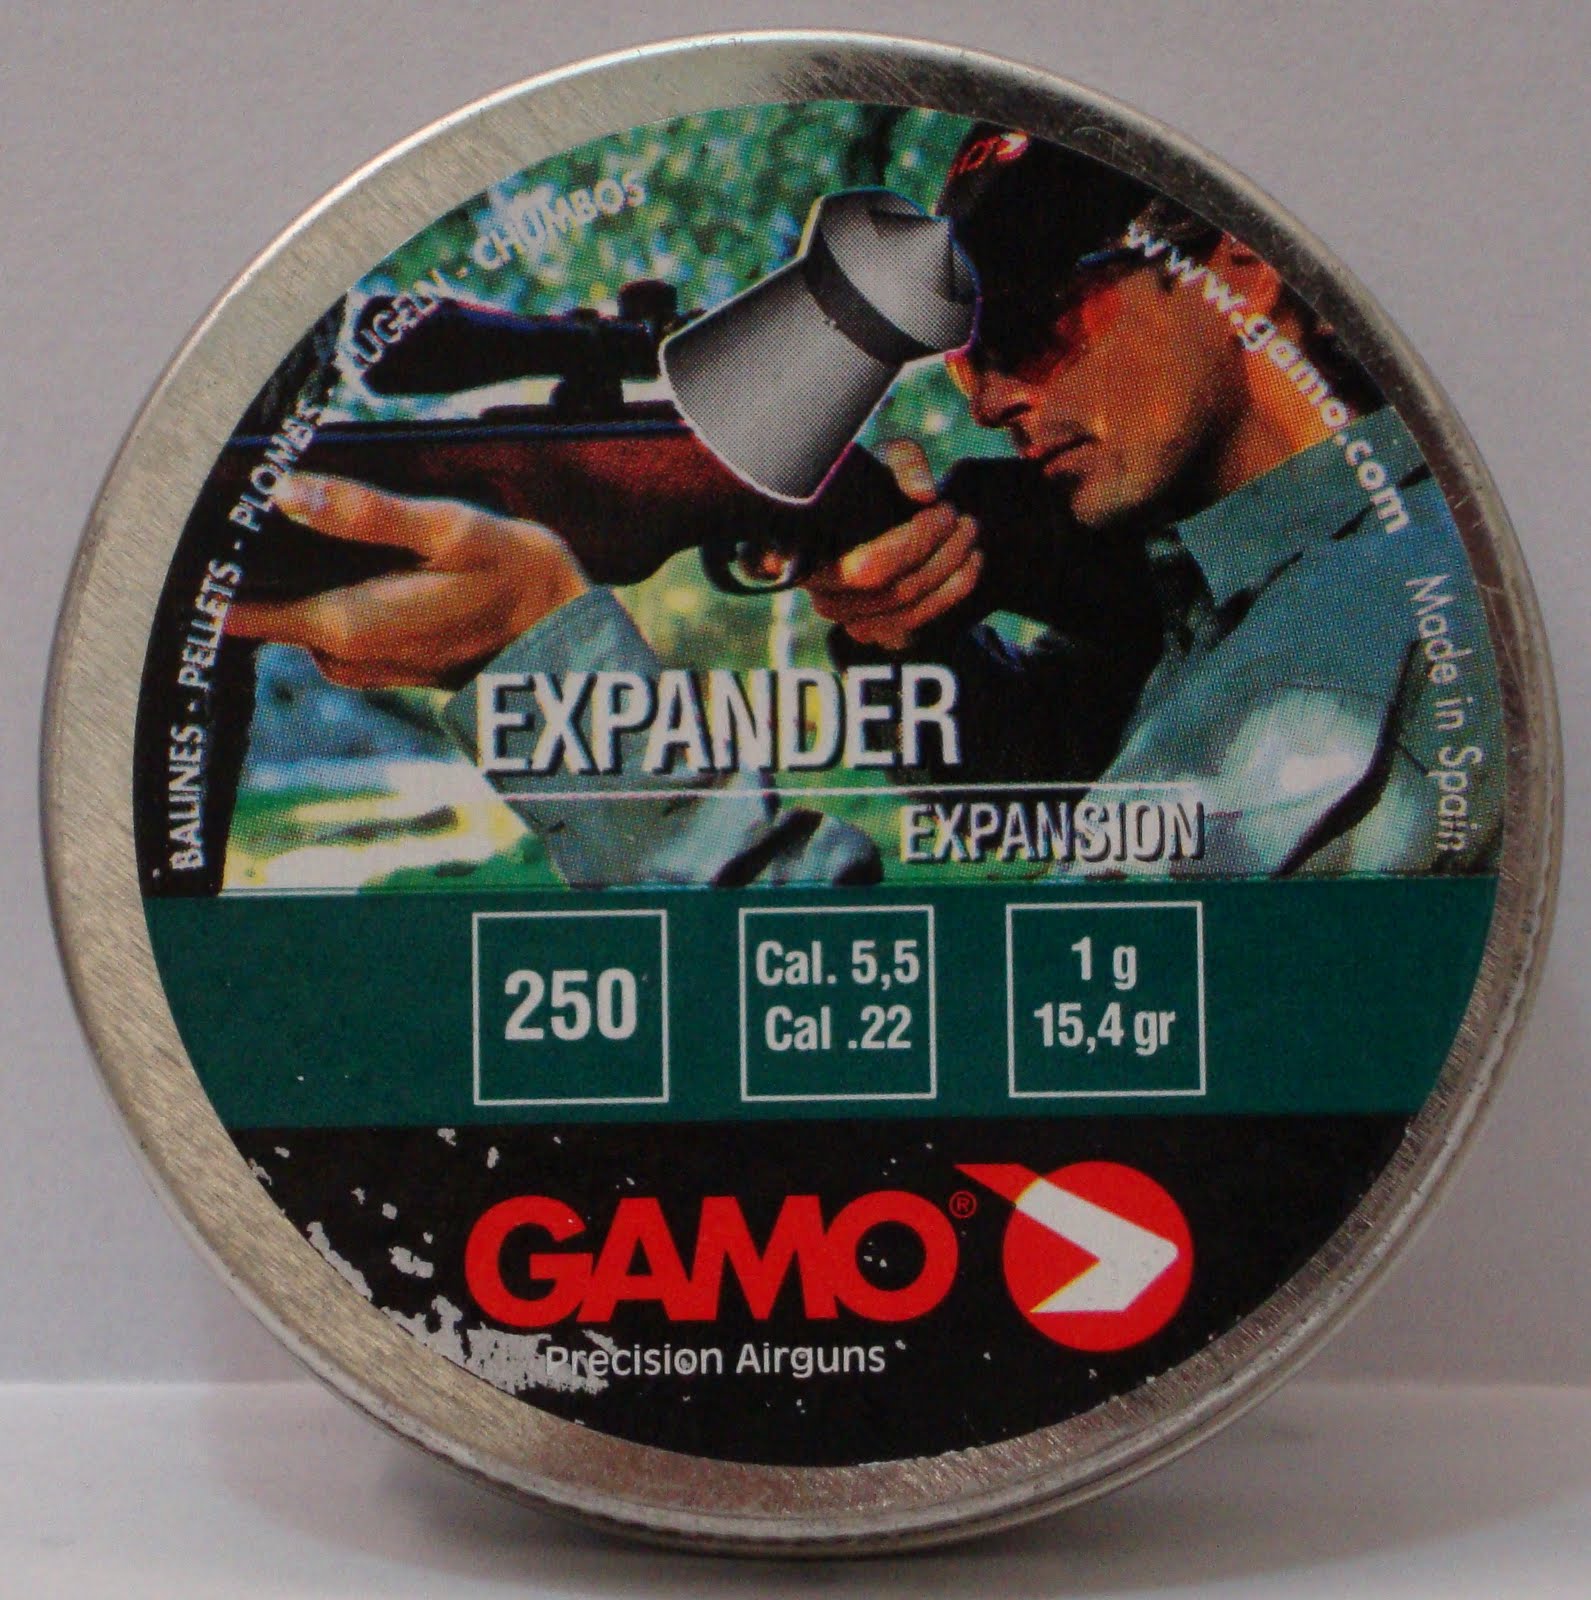 BALINES - PELLETS - PLOMBS - KUGELN - CHUMBOS
www.gamo.com
Made in Spain
EXPANDER
EXPANSION
250
Cal. 5,5
Cal .22
1 g
15,4 gr
GAMO®
Precision Airguns